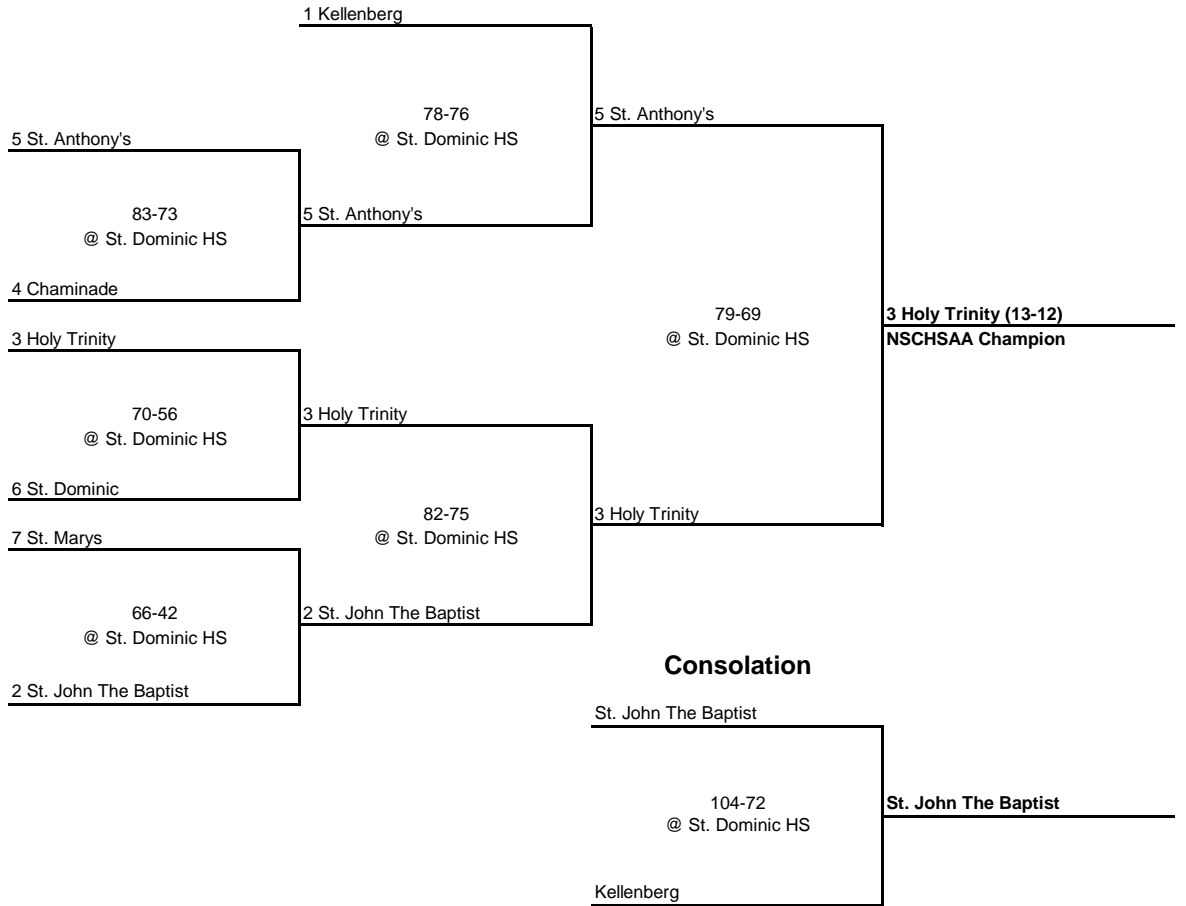 1 Kellenberg
78-76
@ St. Dominic HS
5 St. Anthony's
5 St. Anthony's
83-73
@ St. Dominic HS
5 St. Anthony's
4 Chaminade
79-69
@ St. Dominic HS
3 Holy Trinity (13-12)
NSCHSAA Champion
3 Holy Trinity
70-56
@ St. Dominic HS
3 Holy Trinity
6 St. Dominic
82-75
@ St. Dominic HS
3 Holy Trinity
7 St. Marys
66-42
@ St. Dominic HS
2 St. John The Baptist
2 St. John The Baptist
Consolation
St. John The Baptist
104-72
@ St. Dominic HS
St. John The Baptist
Kellenberg